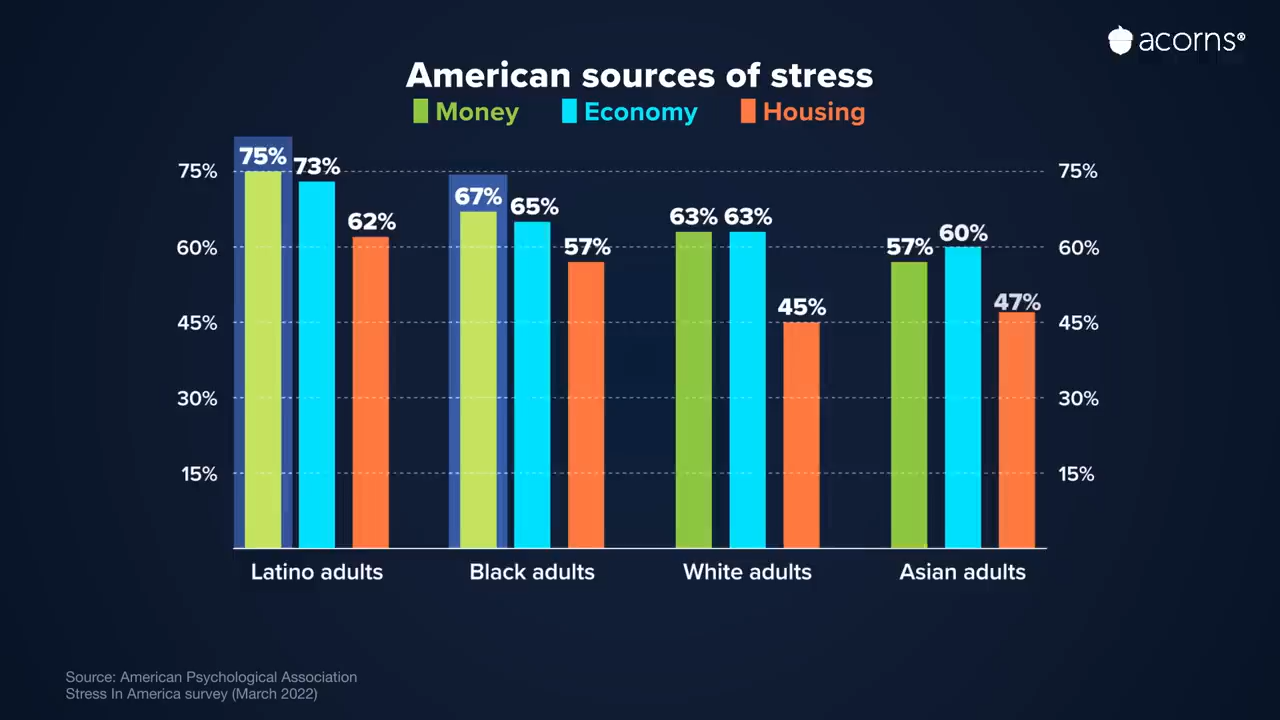 acorns®
American sources of stress
Money Economy Housing
75% 73% 62% 67% 65% 57% 63% 63% 45% 57% 60% 47%
75% 75%
60% 60%
45% 45%
30% 30%
15% 15%
Latino adults Black adults White adults Asian adults
Source: American Psychological Association
Stress In America survey (March 2022)